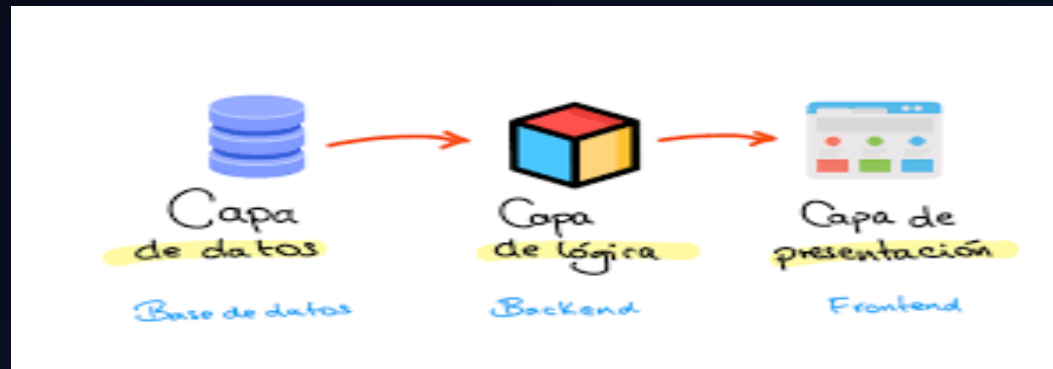 Capa
de datos
Base de datos
Capa
de lógica
Backend
Capa de
presentación
Frontend